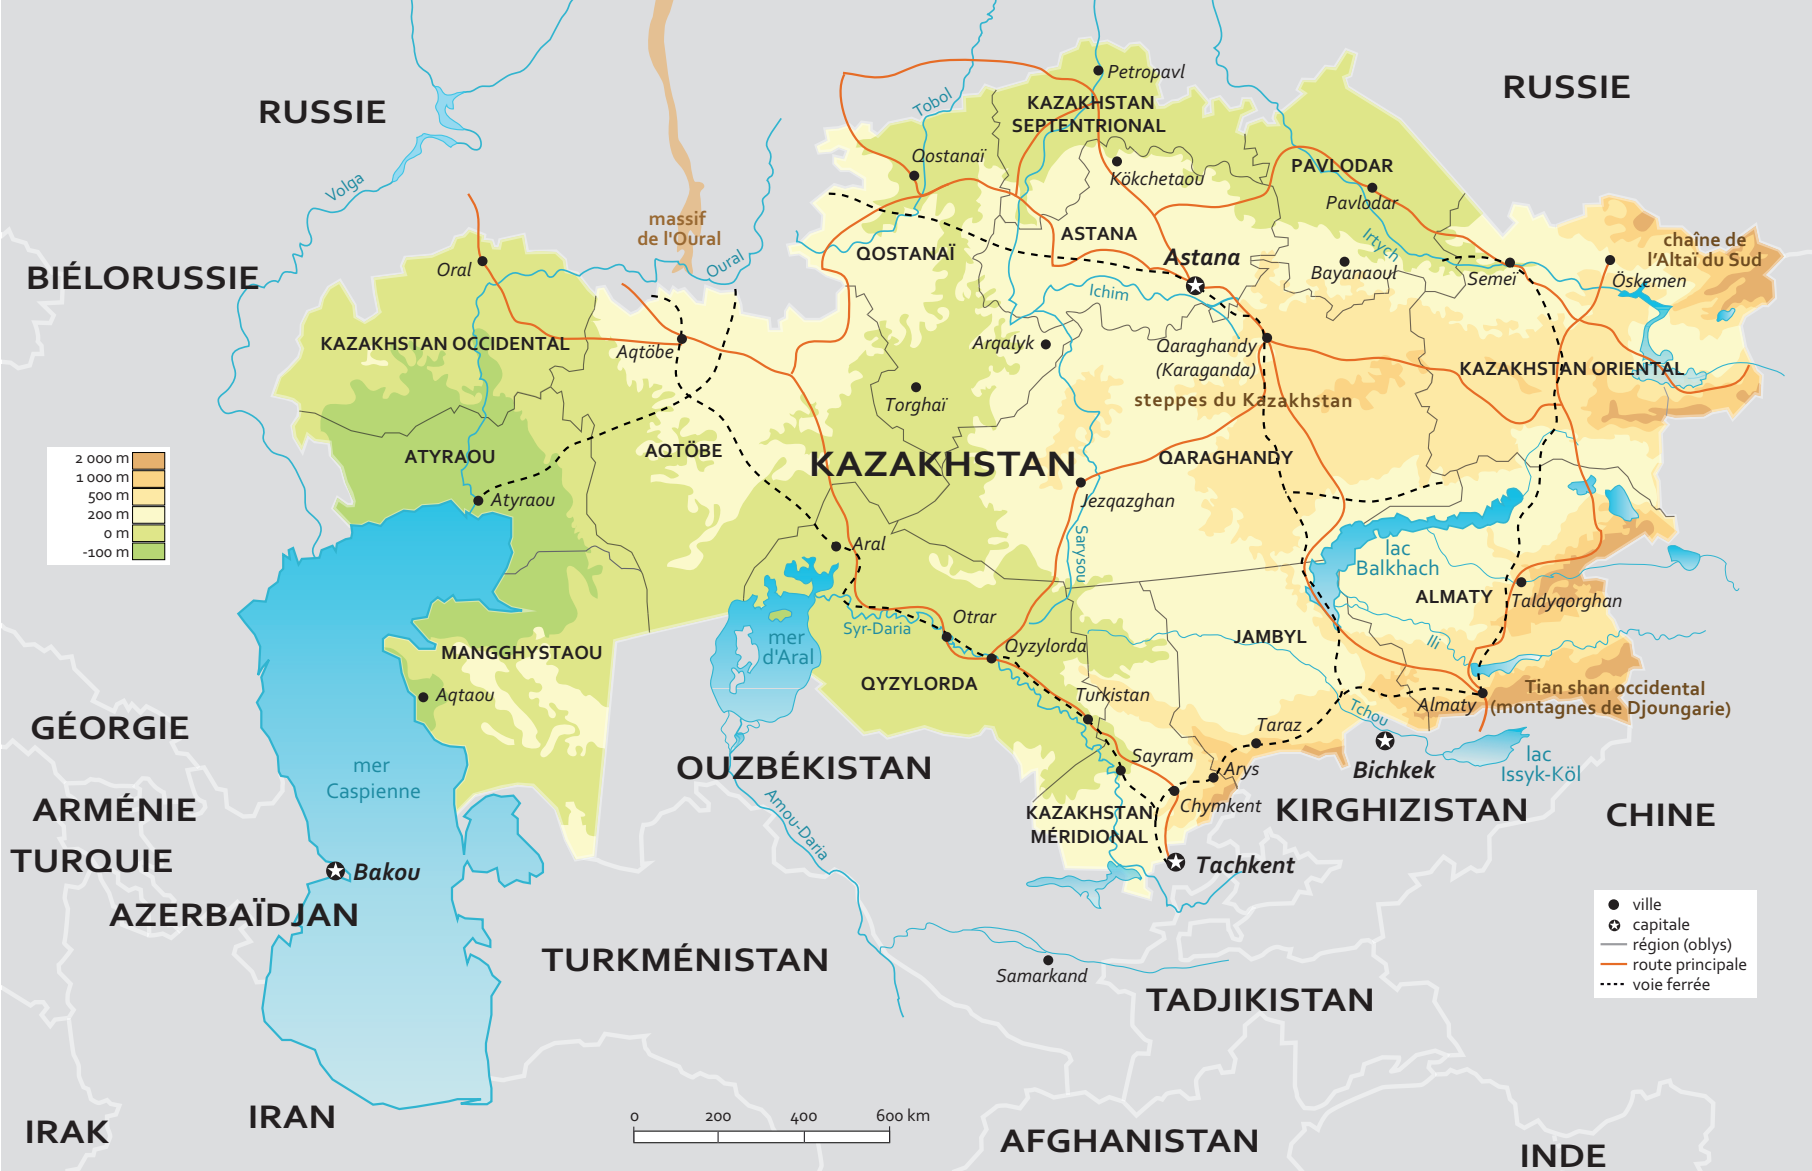 RUSSIE
RUSSIE
BIÉLORUSSIE
GÉORGIE
ARMÉNIE
TURQUIE
AZERBAÏDJAN
IRAK
IRAN
TURKMÉNISTAN
OUZBÉKISTAN
TADJIKISTAN
AFGHANISTAN
KIRGHIZISTAN
CHINE
INDE
KAZAKHSTAN
KAZAKHSTAN
SEPTENTRIONAL
PAVLODAR
ASTANA
QOSTANAÏ
KAZAKHSTAN OCCIDENTAL
ATYRAOU
AQTÖBE
MANGGHYSTAOU
QYZYLORDA
QARAGHANDY
KAZAKHSTAN ORIENTAL
ALMATY
JAMBYL
KAZAKHSTAN
MÉRIDIONAL
Petropavl
Qostanaï
Kökchetaou
Pavlodar
Astana
Bayanaoul
Semeï
Öskemen
Oral
Aqtöbe
Arqalyk
Qaraghandy
(Karaganda)
Torghaï
Jezqazghan
Atyraou
Aral
Aqtaou
Otrar
Qyzylorda
Turkistan
Sayram
Taraz
Arys
Chymkent
Almaty
Taldyqorghan
Bichkek
Tachkent
Bakou
Samarkand
Volga
Tobol
Oural
Irtych
Ichim
Sarysou
Syr-Daria
Amou-Daria
Ili
Tchou
lac
Balkhach
lac
Issyk-Köl
mer
d'Aral
mer
Caspienne
massif
de l'Oural
chaîne de
l'Altaï du Sud
steppes du Kazakhstan
Tian shan occidental
(montagnes de Djoungarie)
2 000 m
1 000 m
500 m
200 m
0 m
-100 m
ville
capitale
région (oblys)
route principale
voie ferrée
0 200 400 600 km